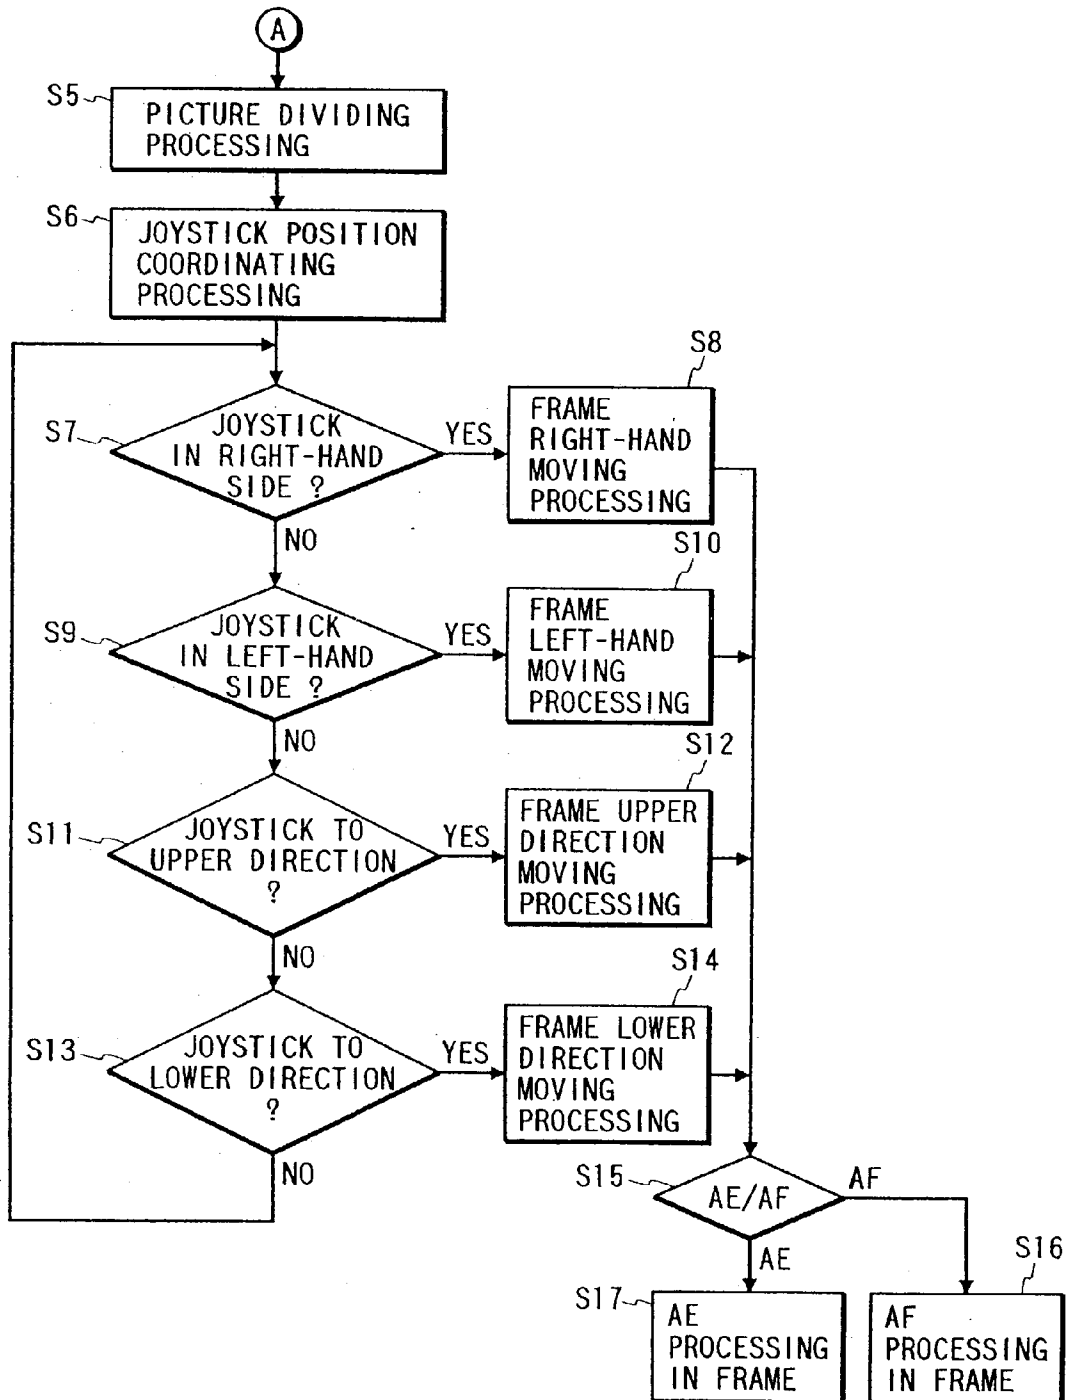 A
S5
PICTURE DIVIDING
PROCESSING
S6
JOYSTICK POSITION
COORDINATING
PROCESSING
S7
JOYSTICK
IN RIGHT-HAND
SIDE ?
YES
NO
S8
FRAME
RIGHT-HAND
MOVING
PROCESSING
S9
JOYSTICK
IN LEFT-HAND
SIDE ?
YES
NO
S10
FRAME
LEFT-HAND
MOVING
PROCESSING
S11
JOYSTICK TO
UPPER DIRECTION
?
YES
NO
S12
FRAME UPPER
DIRECTION
MOVING
PROCESSING
S13
JOYSTICK TO
LOWER DIRECTION
?
YES
NO
S14
FRAME LOWER
DIRECTION
MOVING
PROCESSING
S15
AE/AF
AF
AE
S17
AE
PROCESSING
IN FRAME
S16
AF
PROCESSING
IN FRAME